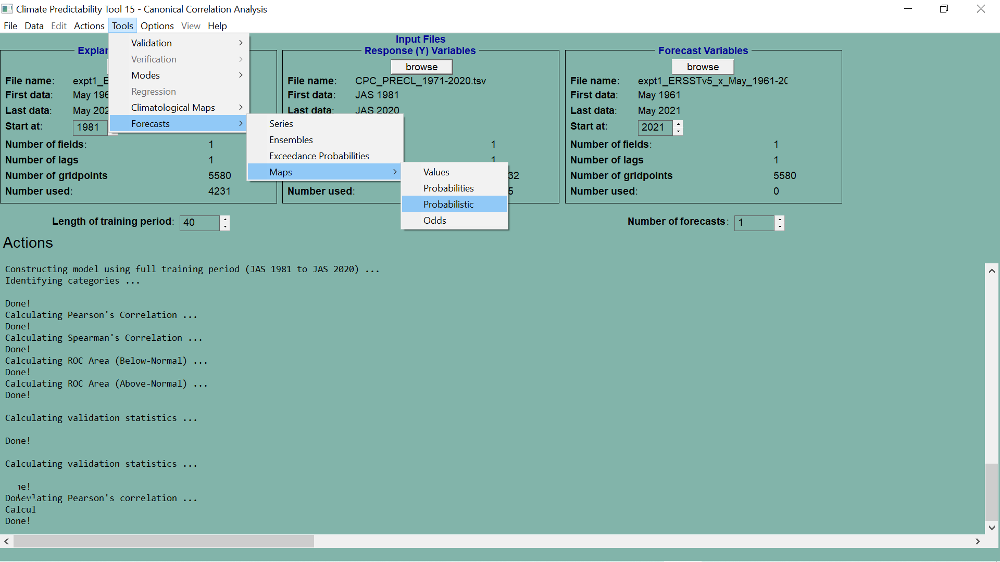 Climate Predictability Tool 15 - Canonical Correlation Analysis
File Data Edit Actions Tools Options View Help
Input Files
Validation
Verification
Modes
Regression
Climatological Maps
Forecasts
Series
Ensembles
Exceedance Probabilities
Maps
Values
Probabilities
Probabilistic
Odds
File name: expt1_E
First data: May 196
Last data: May 202
Start at: 1981
Number of fields: 1
Number of lags 1
Number of gridpoints 5580
Number used: 4231
Response (Y) Variables
browse
File name: CPC_PRECL_1971-2020.tsv
First data: JAS 1981
Last data: JAS 2020
1
1
32
Number used: 5
Forecast Variables
browse
File name: expt1_ERSSTv5_x_May_1961-20
First data: May 1961
Last data: May 2021
Start at: 2021
Number of fields: 1
Number of lags 1
Number of gridpoints 5580
Number used: 0
Length of training period: 40
Number of forecasts: 1
Actions
Constructing model using full training period (JAS 1981 to JAS 2020) ...
Identifying categories ...
Done!
Calculating Pearson's Correlation ...
Done!
Calculating Spearman's Correlation ...
Done!
Calculating ROC Area (Below-Normal) ...
Done!
Calculating ROC Area (Above-Normal) ...
Done!
Calculating validation statistics ...
Done!
Calculating validation statistics ...
ne!
Pearson's correlation ...
Calcul
Done!